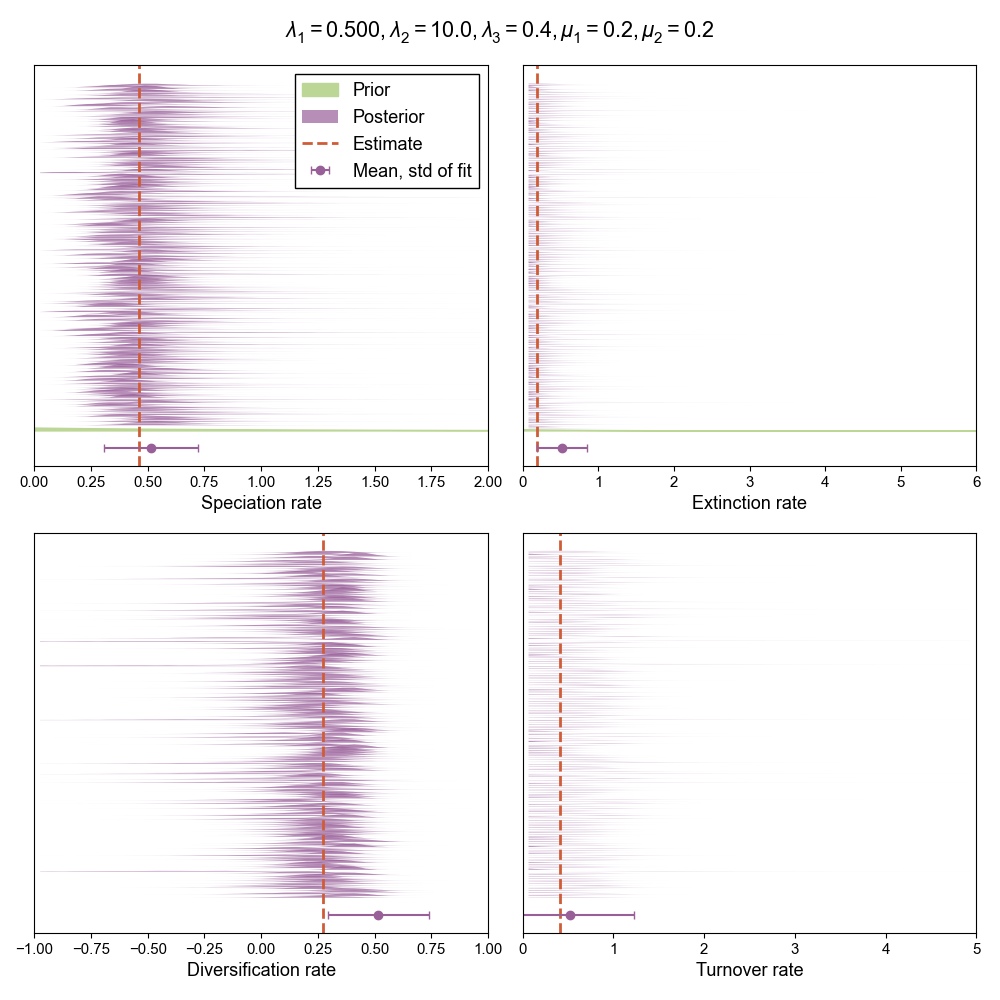 λ₁ = 0.500, λ₂ = 10.0, λ₃ = 0.4, μ₁ = 0.2, μ₂ = 0.2
Prior
Posterior
Estimate
Mean, std of fit
0.00 0.25 0.50 0.75 1.00 1.25 1.50 1.75 2.00
Speciation rate
0 1 2 3 4 5 6
Extinction rate
−1.00 −0.75 −0.50 −0.25 0.00 0.25 0.50 0.75 1.00
Diversification rate
0 1 2 3 4 5
Turnover rate